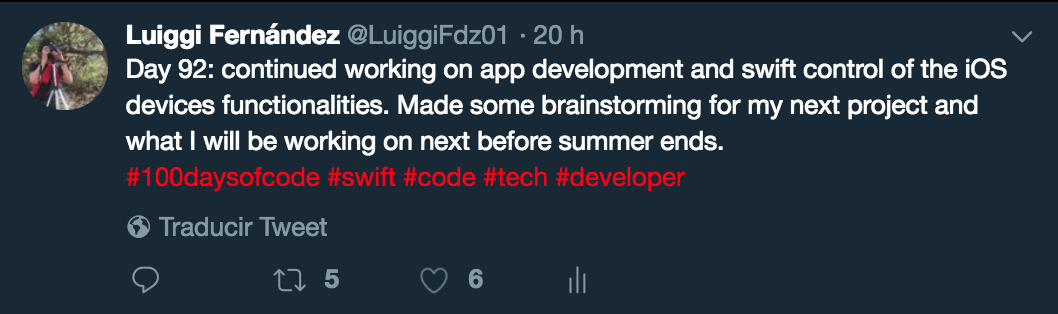 Luiggi Fernández @LuiggiFdz01 · 20 h
Day 92: continued working on app development and swift control of the iOS
devices functionalities. Made some brainstorming for my next project and
what I will be working on next before summer ends.
#100daysofcode #swift #code #tech #developer
Traducir Tweet
5 6